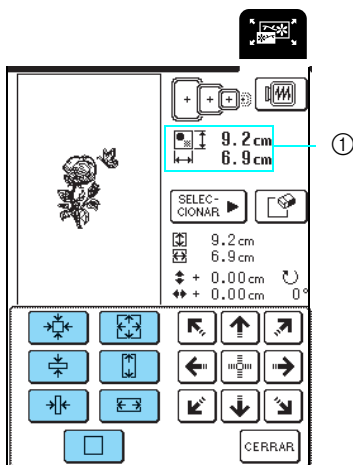 9.2cm
6.9cm
①
SELEC-
CIONAR
9.2cm
6.9cm
+ 0.00cm
+ 0.00cm 0°
CERRAR